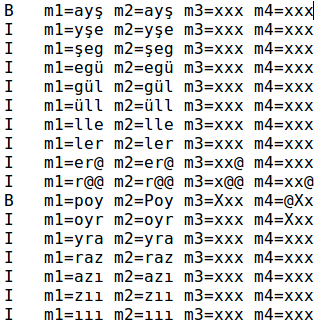 B m1=ayş m2=ayş m3=xxx m4=xxx
I m1=yşe m2=yşe m3=xxx m4=xxx
I m1=şeg m2=şeg m3=xxx m4=xxx
I m1=egü m2=egü m3=xxx m4=xxx
I m1=gül m2=gül m3=xxx m4=xxx
I m1=üll m2=üll m3=xxx m4=xxx
I m1=lle m2=lle m3=xxx m4=xxx
I m1=ler m2=ler m3=xxx m4=xxx
I m1=er@ m2=er@ m3=xx@ m4=xxx
I m1=r@@ m2=r@@ m3=x@@ m4=xx@
B m1=poy m2=Poy m3=Xxx m4=@Xx
I m1=oyr m2=oyr m3=xxx m4=Xxx
I m1=yra m2=yra m3=xxx m4=xxx
I m1=raz m2=raz m3=xxx m4=xxx
I m1=azı m2=azı m3=xxx m4=xxx
I m1=zıı m2=zıı m3=xxx m4=xxx
I m1=ııı m2=ııı m3=xxx m4=xxx